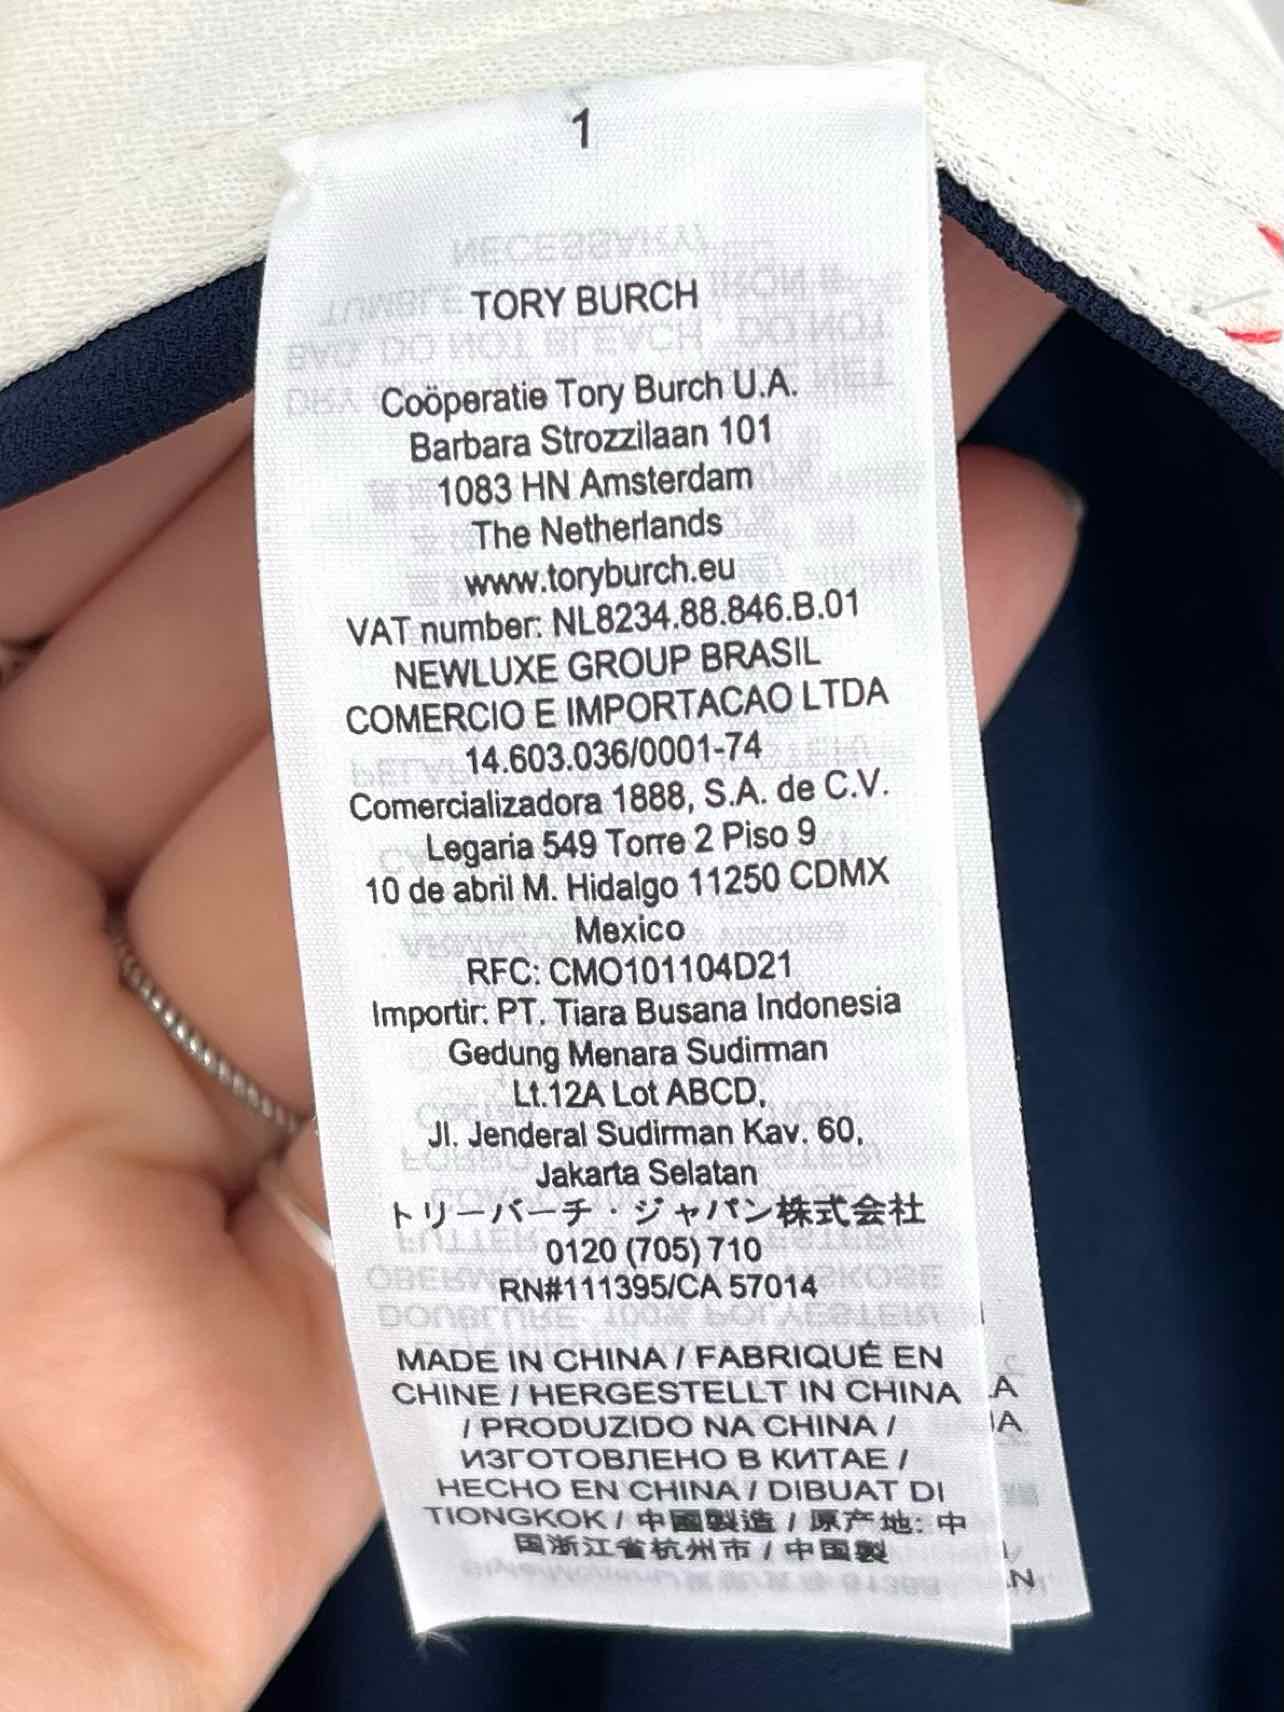 1
TORY BURCH
Coöperatie Tory Burch U.A.
Barbara Strozzilaan 101
1083 HN Amsterdam
The Netherlands
www.toryburch.eu
VAT number: NL8234.88.846.B.01
NEWLUXE GROUP BRASIL
COMERCIO E IMPORTACAO LTDA
14.603.036/0001-74
Comercializadora 1888, S.A. de C.V.
Legaria 549 Torre 2 Piso 9
10 de abril M. Hidalgo 11250 CDMX
Mexico
RFC: CMO101104D21
Importir: PT. Tiara Busana Indonesia
Gedung Menara Sudirman
Lt.12A Lot ABCD,
Jl. Jenderal Sudirman Kav. 60,
Jakarta Selatan
トリーバーチ・ジャパン株式会社
0120 (705) 710
RN#111395/CA 57014
MADE IN CHINA / FABRIQUÉ EN
CHINE / HERGESTELLT IN CHINA
/ PRODUZIDO NA CHINA /
ИЗГОТОВЛЕНО В КИТАЕ /
HECHO EN CHINA / DIBUAT DI
TIONGKOK / 中國製造 / 原产地: 中
国浙江省杭州市 / 中国製